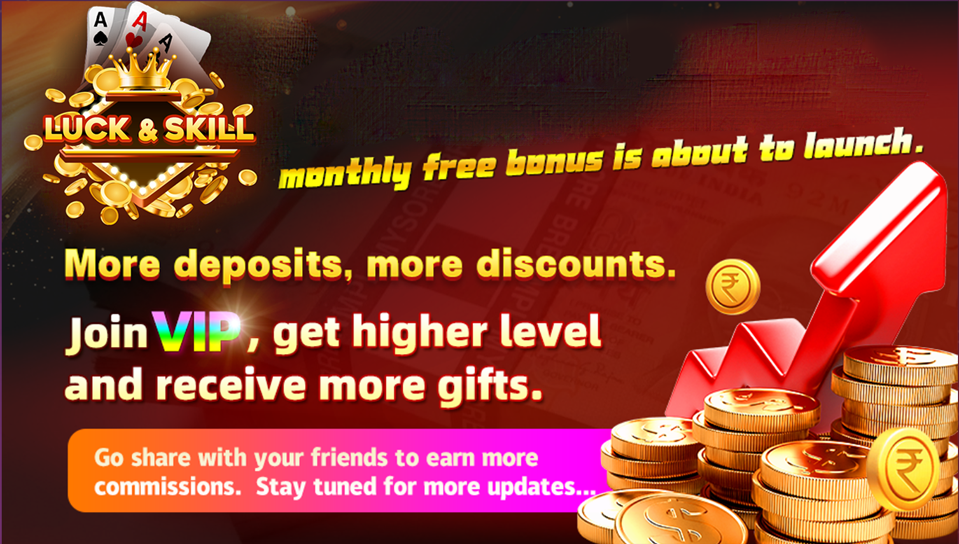 A
A
A
LUCK & SKILL
monthly free bonus is about to launch.
More deposits, more discounts.
Join VIP, get higher level
and receive more gifts.
Go share with your friends to earn more
commissions. Stay tuned for more updates...